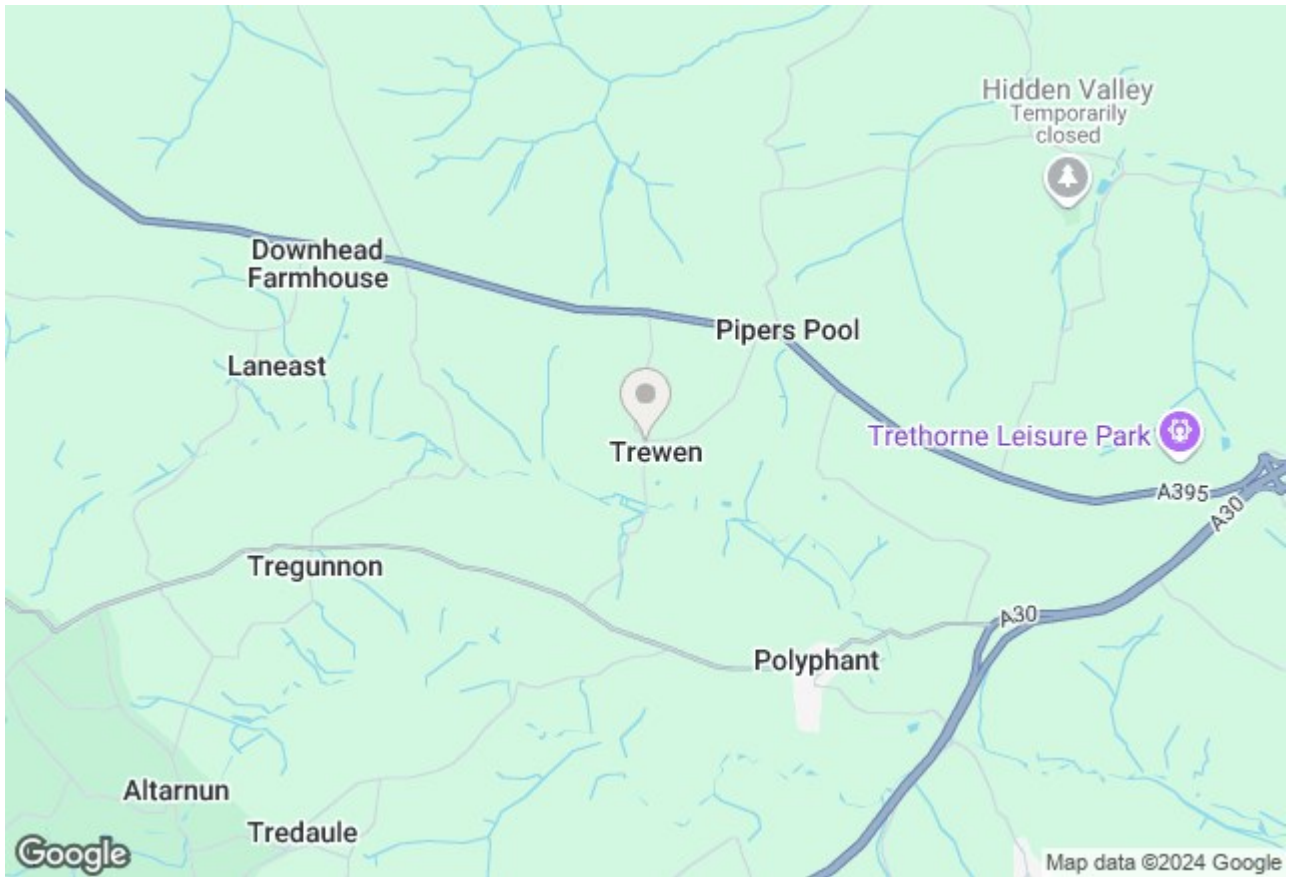 Hidden Valley
Temporarily
closed
Downhead
Farmhouse
Pipers Pool
Laneast
Trethorne Leisure Park
Trewen
A395
A30
Tregunnon
A30
Polyphant
Altarnun
Tredaule
Google
Map data ©2024 Google